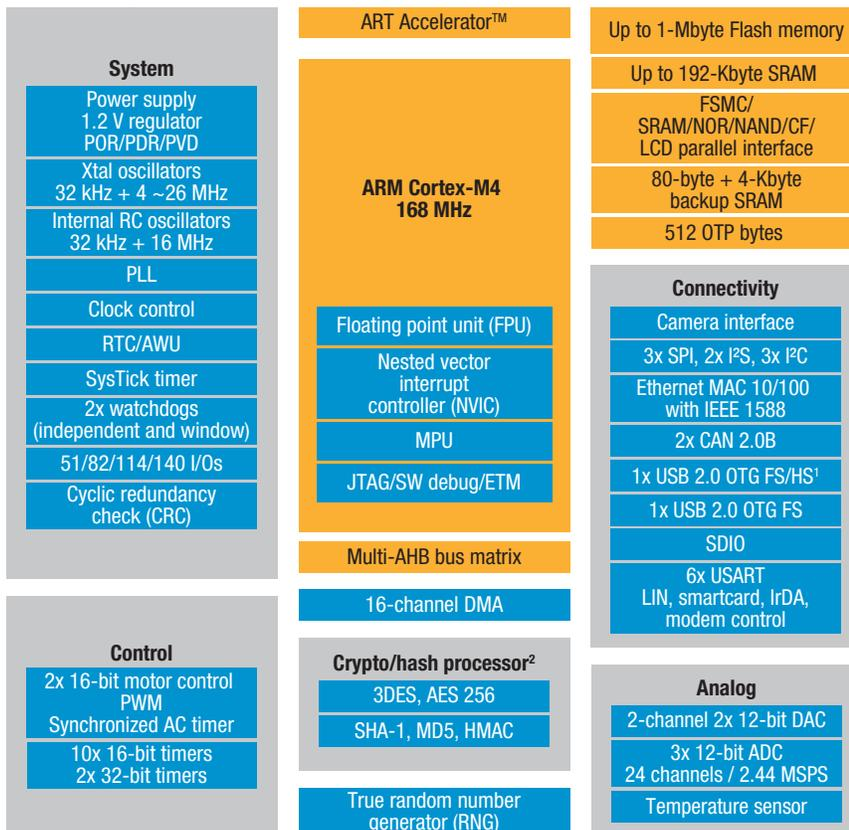 System
Power supply
1.2 V regulator
POR/PDR/PVD
Xtal oscillators
32 kHz + 4 ~26 MHz
Internal RC oscillators
32 kHz + 16 MHz
PLL
Clock control
RTC/AWU
SysTick timer
2x watchdogs
(independent and window)
51/82/114/140 I/Os
Cyclic redundancy
check (CRC)
Control
2x 16-bit motor control
PWM
Synchronized AC timer
10x 16-bit timers
2x 32-bit timers
ART Accelerator™
ARM Cortex-M4
168 MHz
Floating point unit (FPU)
Nested vector
interrupt
controller (NVIC)
MPU
JTAG/SW debug/ETM
Multi-AHB bus matrix
16-channel DMA
Crypto/hash processor²
3DES, AES 256
SHA-1, MD5, HMAC
True random number
generator (RNG)
Up to 1-Mbyte Flash memory
Up to 192-Kbyte SRAM
FSMC/
SRAM/NOR/NAND/CF/
LCD parallel interface
80-byte + 4-Kbyte
backup SRAM
512 OTP bytes
Connectivity
Camera interface
3x SPI, 2x I²S, 3x I²C
Ethernet MAC 10/100
with IEEE 1588
2x CAN 2.0B
1x USB 2.0 OTG FS/HS¹
1x USB 2.0 OTG FS
SDIO
6x USART
LIN, smartcard, IrDA,
modem control
Analog
2-channel 2x 12-bit DAC
3x 12-bit ADC
24 channels / 2.44 MSPS
Temperature sensor